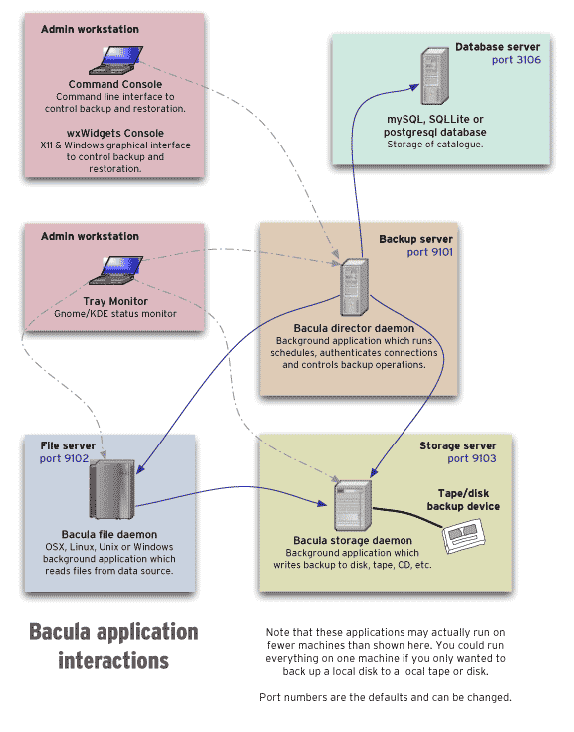 Admin workstation
Command Console
Command line interface to
control backup and restoration.
wxWidgets Console
X11 & Windows graphical interface
to control backup and
restoration.
Database server
port 3106
mySQL, SQLLite or
postgresql database
Storage of catalogue.
Admin workstation
Tray Monitor
Gnome/KDE status monitor
Backup server
port 9101
Bacula director daemon
Background application which runs
schedules, authenticates connections
and controls backup operations.
File server
port 9102
Bacula file daemon
OSX, Linux, Unix or Windows
background application which
reads files from data source.
Storage server
port 9103
Tape/disk
backup device
Bacula storage daemon
Background application which
writes backup to disk, tape, CD, etc.
Bacula application
interactions
Note that these applications may actually run on
fewer machines than shown here. You could run
everything on one machine if you only wanted to
back up a local disk to a local tape or disk.
Port numbers are the defaults and can be changed.